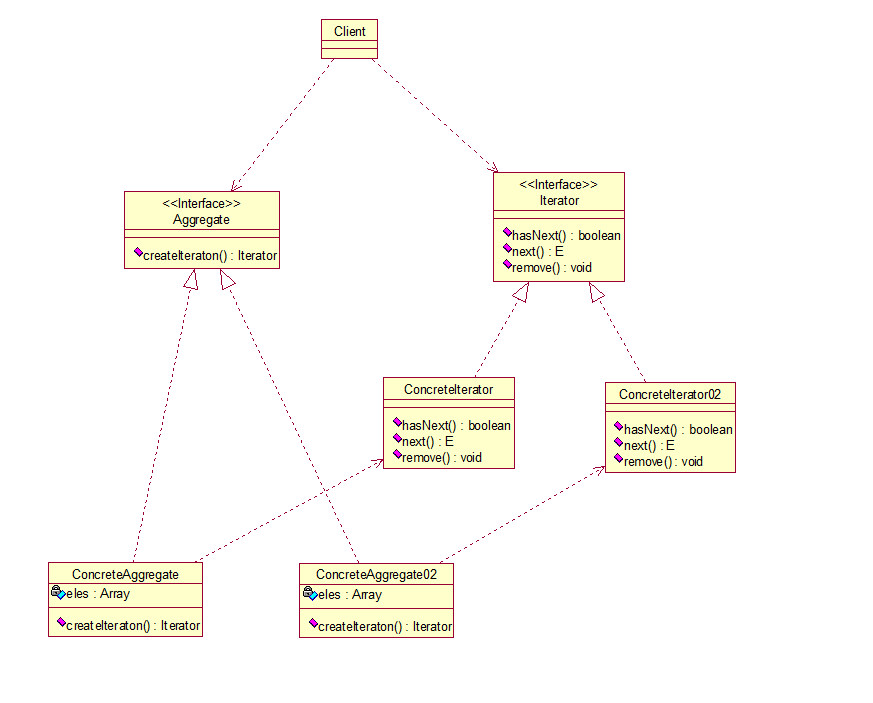 Client
<<Interface>>
Aggregate
createIteraton() : Iterator
<<Interface>>
Iterator
hasNext() : boolean
next() : E
remove() : void
ConcreteIterator
hasNext() : boolean
next() : E
remove() : void
ConcreteIterator02
hasNext() : boolean
next() : E
remove() : void
ConcreteAggregate
eles : Array
createIteraton() : Iterator
ConcreteAggregate02
eles : Array
createIteraton() : Iterator